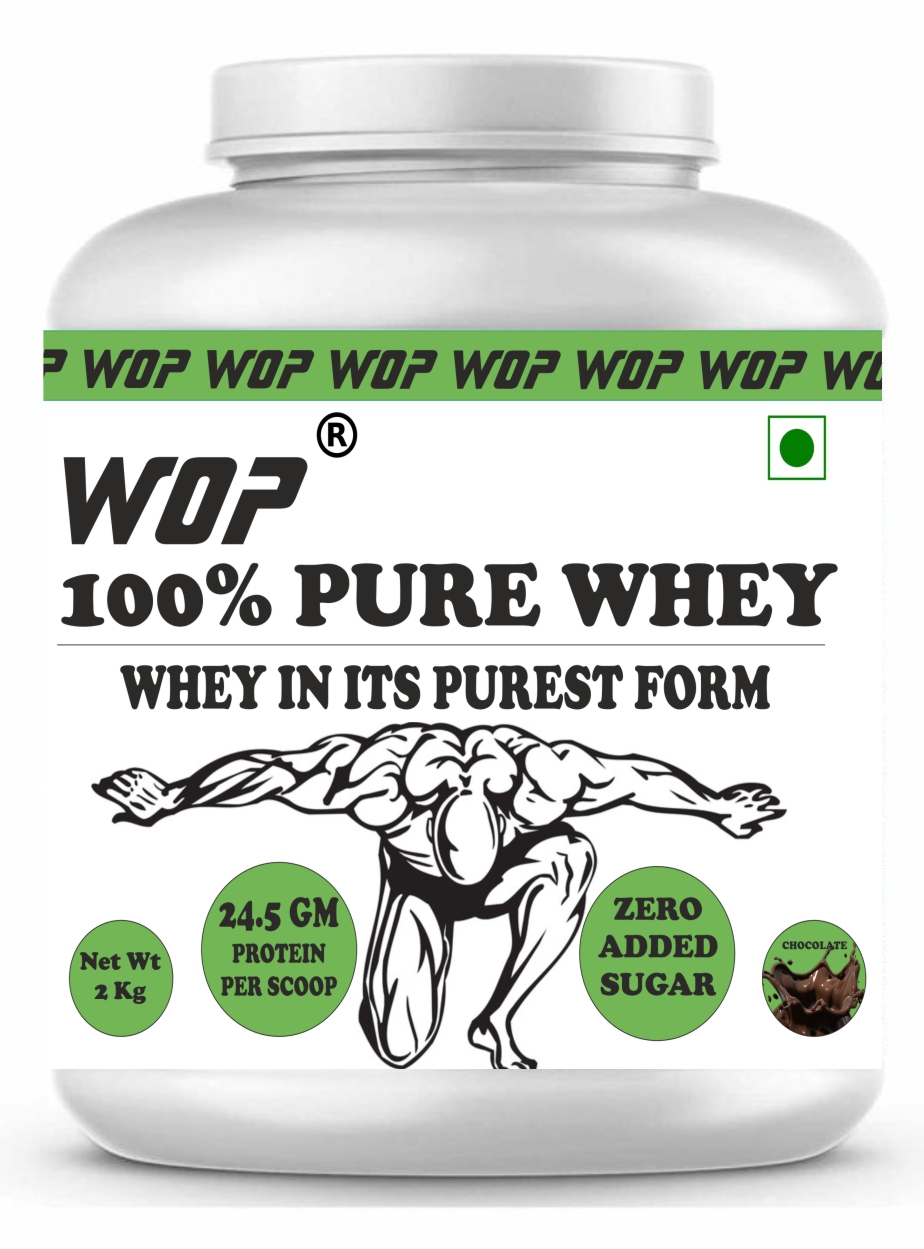 WOP WOP WOP WOP WOP WOP
WOP ®
100% PURE WHEY
WHEY IN ITS PUREST FORM
24.5 GM
PROTEIN
PER SCOOP
ZERO
ADDED
SUGAR
Net Wt
2 Kg
CHOCOLATE